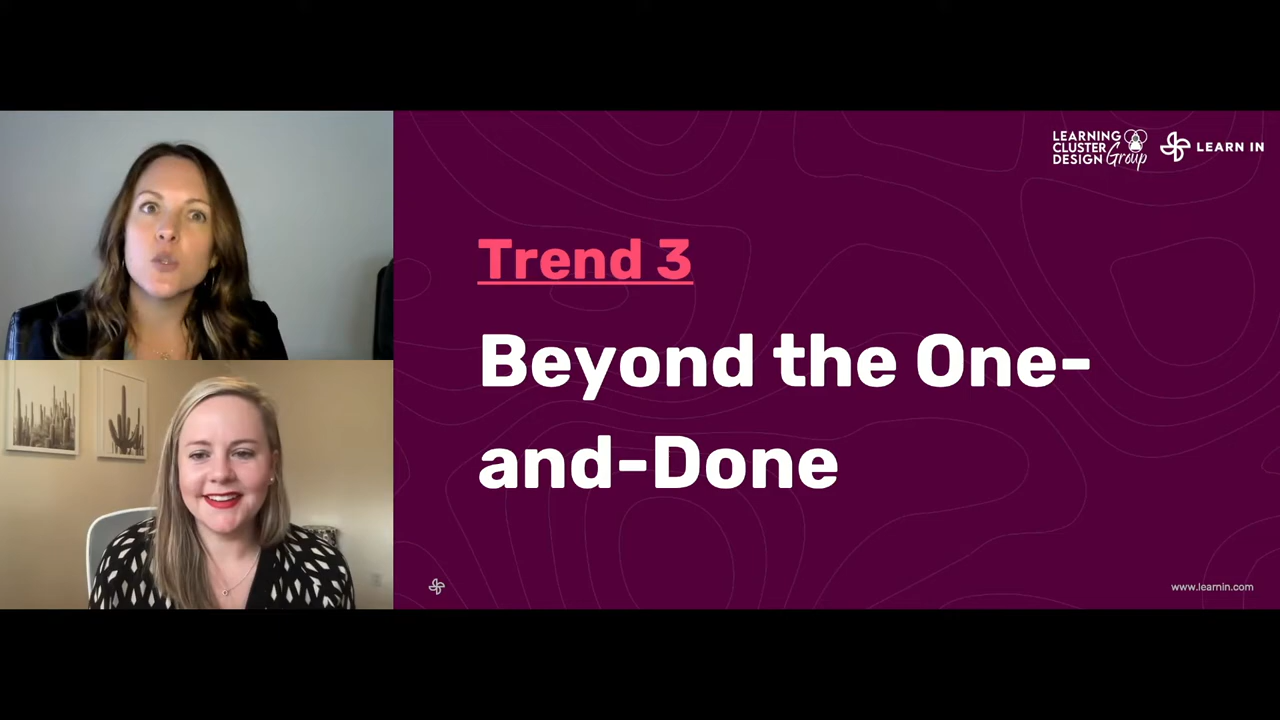 LEARNING
CLUSTER
DESIGN Group
LEARN IN
Trend 3
Beyond the One-
and-Done
www.learnin.com